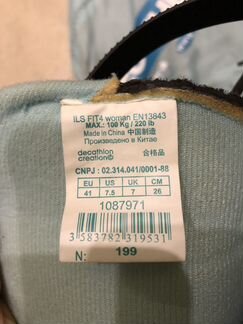 ILS FIT4 woman EN13843
MAX.: 100 Kg / 220 lb
Made in China 中国制造
Произведено в Китае
decathlon 合格品
creation®
CNPJ : 02.314.041/0001-88
EU US UK CM
41 7.5 7 26
1087971
3 583782 319531
N: 199